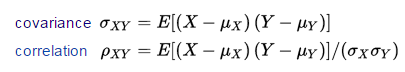 covariance σ_XY = E[(X − μ_X) (Y − μ_Y)]
correlation ρ_XY = E[(X − μ_X) (Y − μ_Y)]/(σ_X σ_Y)